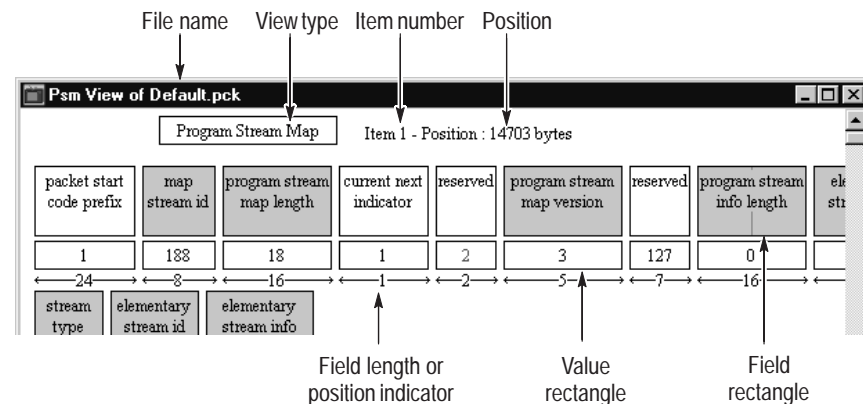 File name View type Item number Position
Psm View of Default.pck
Program Stream Map Item 1 - Position : 14703 bytes
packet start code prefix
map stream id
program stream map length
current next indicator
reserved
program stream map version
reserved
program stream info length
1 188 18 1 2 3 127 0
24 8 16 1 2 5 7 16
stream type
elementary stream id
elementary stream info
Field length or position indicator
Value rectangle
Field rectangle